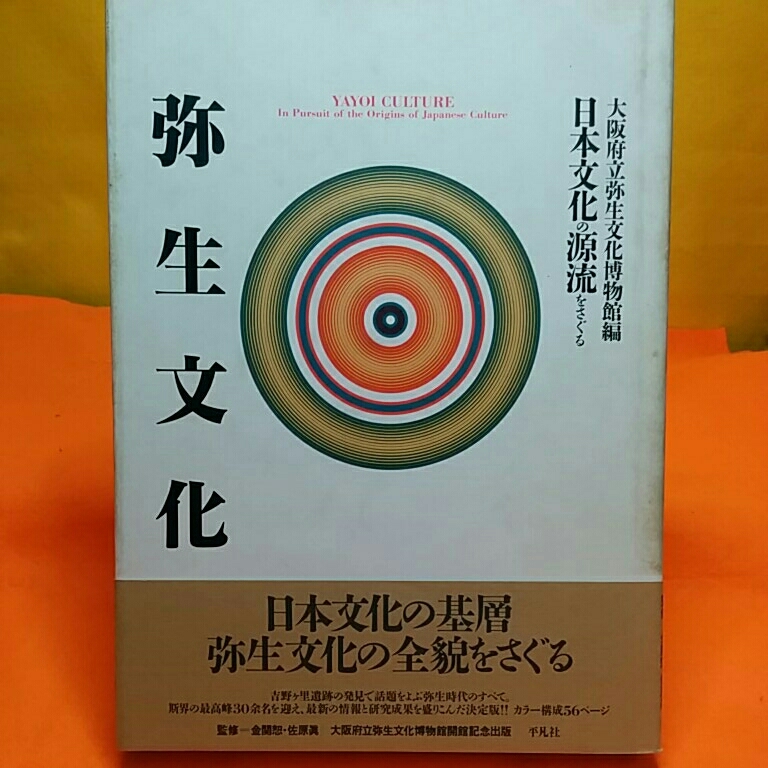 大阪府立弥生文化博物館編
日本文化の源流をさぐる
YAYOI CULTURE
In Pursuit of the Origins of Japanese Culture
弥生文化
日本文化の基層
弥生文化の全貌をさぐる
吉野ヶ里遺跡の発見で話題をよぶ弥生時代のすべて。
斯界の最高峰30余名を迎え、最新の情報と研究成果を盛りこんだ決定版!! カラー構成56ページ
監修=金関恕・佐原眞 大阪府立弥生文化博物館開館記念出版 平凡社